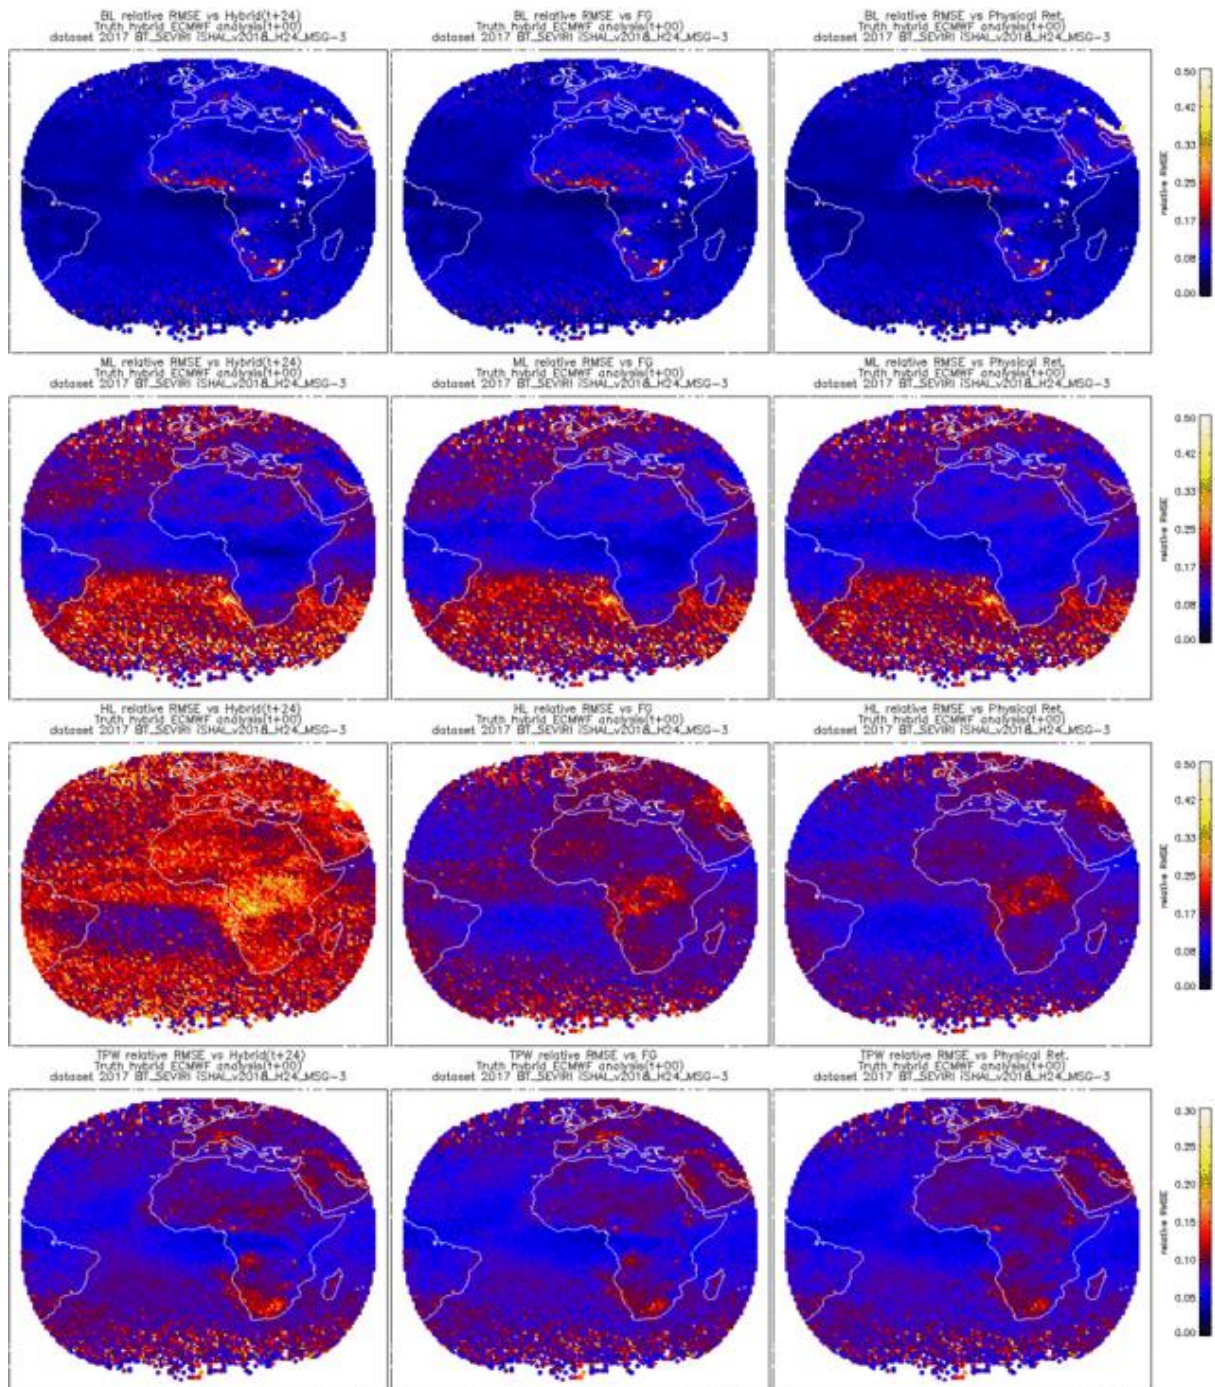 BL relative RMSE vs Hybrid(t+24)
Truth hybrid ECMWF analysis(t+00)
dataset 2017 BT_SEVIRI iSHAI_v2018_H24_MSG-3
BL relative RMSE vs FG
Truth hybrid ECMWF analysis(t+00)
dataset 2017 BT_SEVIRI iSHAI_v2018_H24_MSG-3
BL relative RMSE vs Physical Ret.
Truth hybrid ECMWF analysis(t+00)
dataset 2017 BT_SEVIRI iSHAI_v2018_H24_MSG-3
0.50
0.42
0.33
0.25
0.17
0.08
0.00
relative RMSE
ML relative RMSE vs Hybrid(t+24)
Truth hybrid ECMWF analysis(t+00)
dataset 2017 BT_SEVIRI iSHAI_v2018_H24_MSG-3
ML relative RMSE vs FG
Truth hybrid ECMWF analysis(t+00)
dataset 2017 BT_SEVIRI iSHAI_v2018_H24_MSG-3
ML relative RMSE vs Physical Ret.
Truth hybrid ECMWF analysis(t+00)
dataset 2017 BT_SEVIRI iSHAI_v2018_H24_MSG-3
0.50
0.42
0.33
0.25
0.17
0.08
0.00
relative RMSE
HL relative RMSE vs Hybrid(t+24)
Truth hybrid ECMWF analysis(t+00)
dataset 2017 BT_SEVIRI iSHAI_v2018_H24_MSG-3
HL relative RMSE vs FG
Truth hybrid ECMWF analysis(t+00)
dataset 2017 BT_SEVIRI iSHAI_v2018_H24_MSG-3
HL relative RMSE vs Physical Ret.
Truth hybrid ECMWF analysis(t+00)
dataset 2017 BT_SEVIRI iSHAI_v2018_H24_MSG-3
0.50
0.42
0.33
0.25
0.17
0.08
0.00
relative RMSE
TPW relative RMSE vs Hybrid(t+24)
Truth hybrid ECMWF analysis(t+00)
dataset 2017 BT_SEVIRI iSHAI_v2018_H24_MSG-3
TPW relative RMSE vs FG
Truth hybrid ECMWF analysis(t+00)
dataset 2017 BT_SEVIRI iSHAI_v2018_H24_MSG-3
TPW relative RMSE vs Physical Ret.
Truth hybrid ECMWF analysis(t+00)
dataset 2017 BT_SEVIRI iSHAI_v2018_H24_MSG-3
0.30
0.25
0.20
0.15
0.10
0.05
0.00
relative RMSE